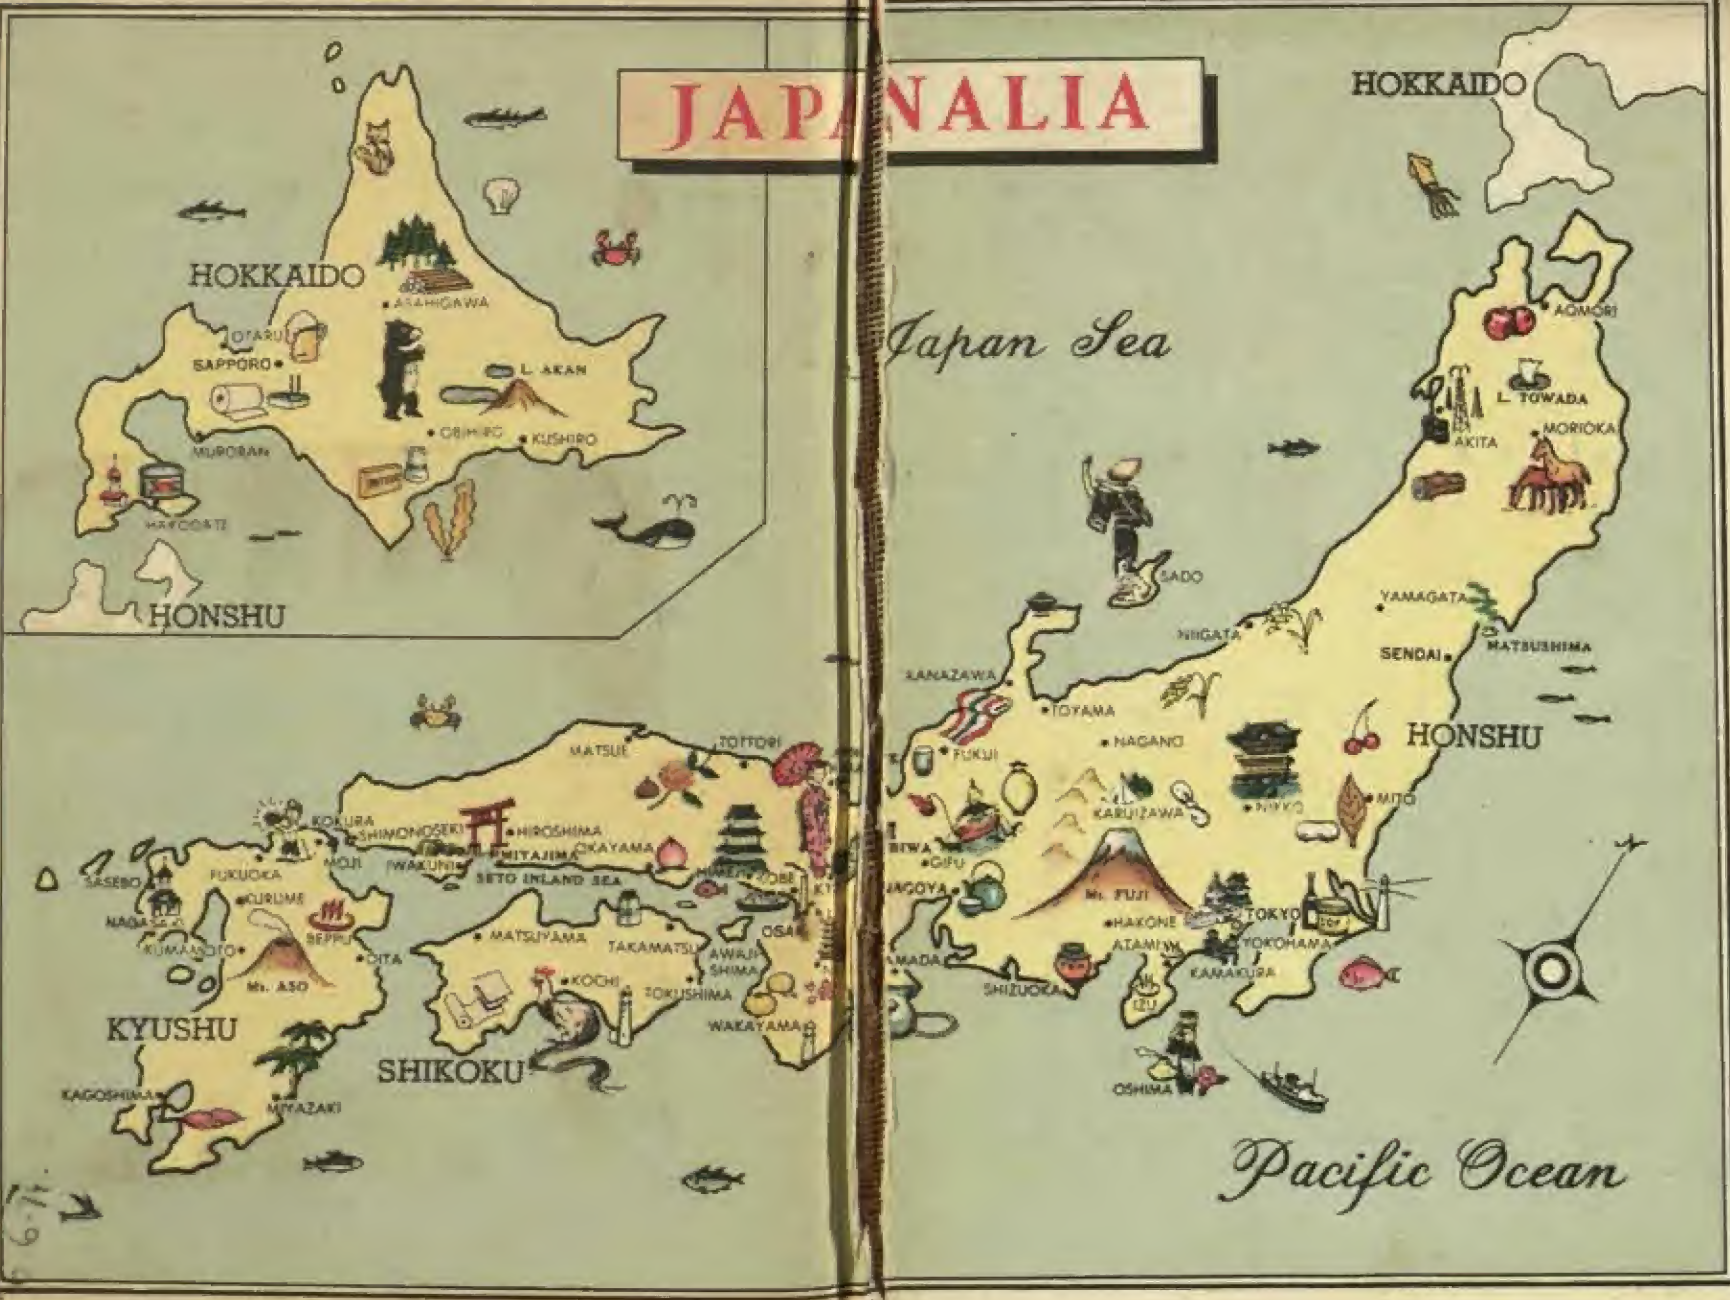 JAPANALIA
HOKKAIDO
ASAHIGAWA
OTARU
SAPPORO
L. AKAN
OBIHIRO
KUSHIRO
MURORAN
HAKODATE
HONSHU
HOKKAIDO
Japan Sea
AOMORI
L. TOWADA
MORIOKA
AKITA
SADO
YAMAGATA
NIIGATA
MATSUSHIMA
SENDAI
KANAZAWA
TOYAMA
HONSHU
NAGANO
FUKUI
KARUIZAWA
NIKKO
MITO
BIWA
GIFU
NAGOYA
Mt. FUJI
HAKONE
TOKYO
ATAMI
YOKOHAMA
KAMAKURA
YAMADA
SHIZUOKA
IZU
OSHIMA
Pacific Ocean
MATSUE
TOTTORI
KOKURA
SHIMONOSEKI
HIROSHIMA
MOJI
IWAKUNI
MIYAJIMA
OKAYAMA
SETO INLAND SEA
HIMEJI
KOBE
OSAKA
FUKUOKA
SASEBO
KURUME
NAGASAKI
KUMAMOTO
BEPPU
OITA
Mt. ASO
KYUSHU
KAGOSHIMA
MIYAZAKI
MATSUYAMA
TAKAMATSU
AWAJI
SHIMA
KOCHI
TOKUSHIMA
WAKAYAMA
SHIKOKU